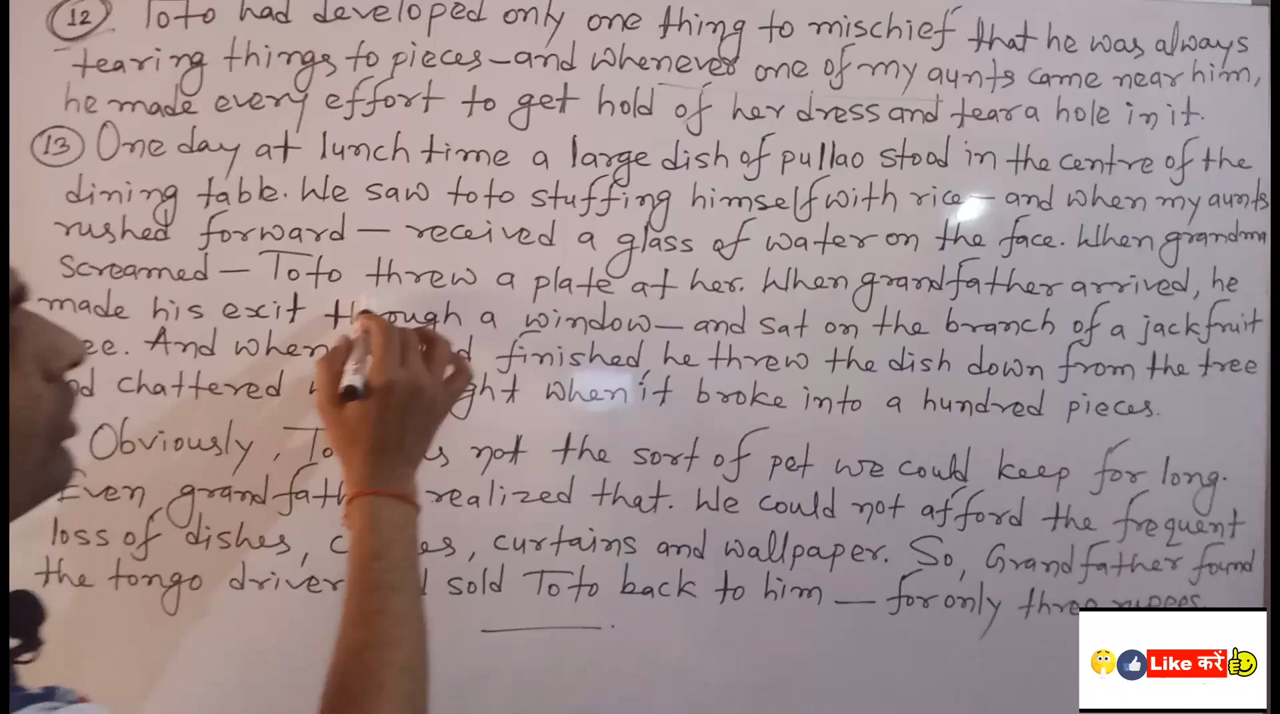 12. Toto had developed only one thing to mischief that he was always
tearing things to pieces - and whenever one of my aunts came near him,
he made every effort to get hold of her dress and tear a hole in it.
13 One day at lunch time a large dish of pullao stood in the centre of the
dining table. We saw toto stuffing himself with rice - and when my aunts
rushed forward - received a glass of water on the face. When grandma
screamed - Toto threw a plate at her. When grandfather arrived, he
made his exit through a window - and sat on the branch of a jackfruit
And when finished, he threw the dish down from the tree
chattered when it broke into a hundred pieces.
Obviously, not the sort of pet we could keep for long.
Even realized that. We could not afford the frequent
loss of dishes, curtains and wallpaper. So, Grandfather found
the tongo driver sold Toto back to him - for only three rupees.
Like करें